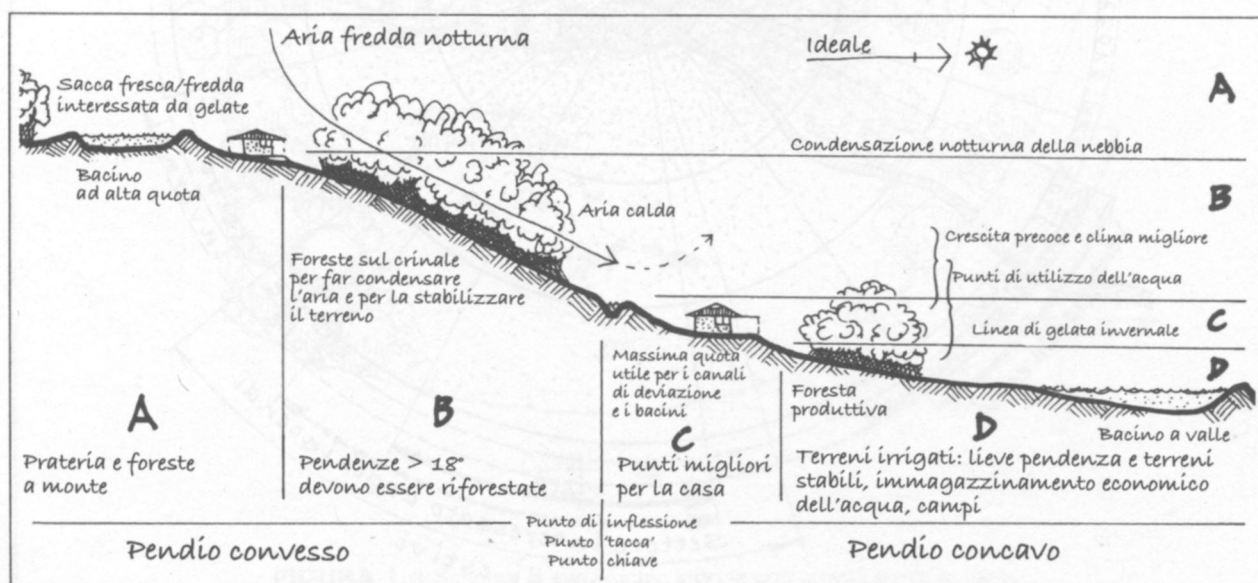 Aria fredda notturna
Ideale
Sacca fresca/fredda
interessata da gelate
A
Condensazione notturna della nebbia
Bacino
ad alta quota
B
Aria calda
Crescita precoce e clima migliore
Foreste sul crinale
per far condensare
l'aria e per la stabilizzare
il terreno
Punti di utilizzo dell'acqua
Linea di gelata invernale
C
D
Massima quota
utile per i canali
di deviazione
e i bacini
Foresta
produttiva
Bacino a valle
A
Prateria e foreste
a monte
B
Pendenze > 18°
devono essere riforestate
C
Punti migliori
per la casa
D
Terreni irrigati: lieve pendenza e terreni
stabili, immagazzinamento economico
dell'acqua, campi
Punto di inflessione
Punto 'tacca'
Punto chiave
Pendio convesso
Pendio concavo